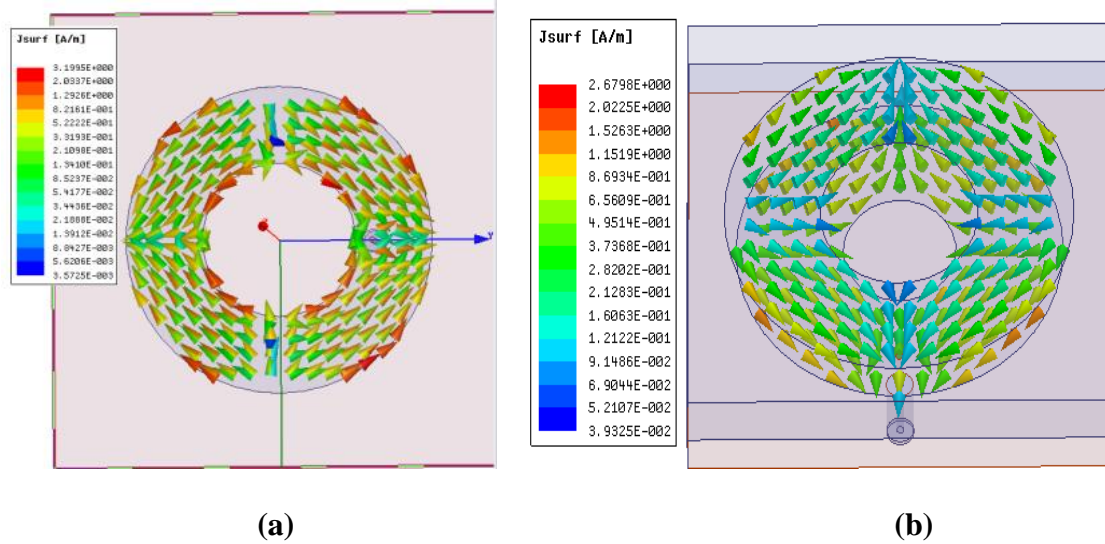 Jsurf [A/m]
3.1995E+000
2.0337E+000
1.2926E+000
8.2161E-001
5.2222E-001
3.3193E-001
2.1098E-001
1.3410E-001
8.5237E-002
5.4177E-002
3.4436E-002
2.1888E-002
1.3912E-002
8.8427E-003
5.6206E-003
3.5725E-003
Y
Jsurf [A/m]
2.6798E+000
2.0225E+000
1.5263E+000
1.1519E+000
8.6934E-001
6.5609E-001
4.9514E-001
3.7368E-001
2.8202E-001
2.1283E-001
1.6063E-001
1.2122E-001
9.1486E-002
6.9044E-002
5.2107E-002
3.9325E-002
(a)
(b)